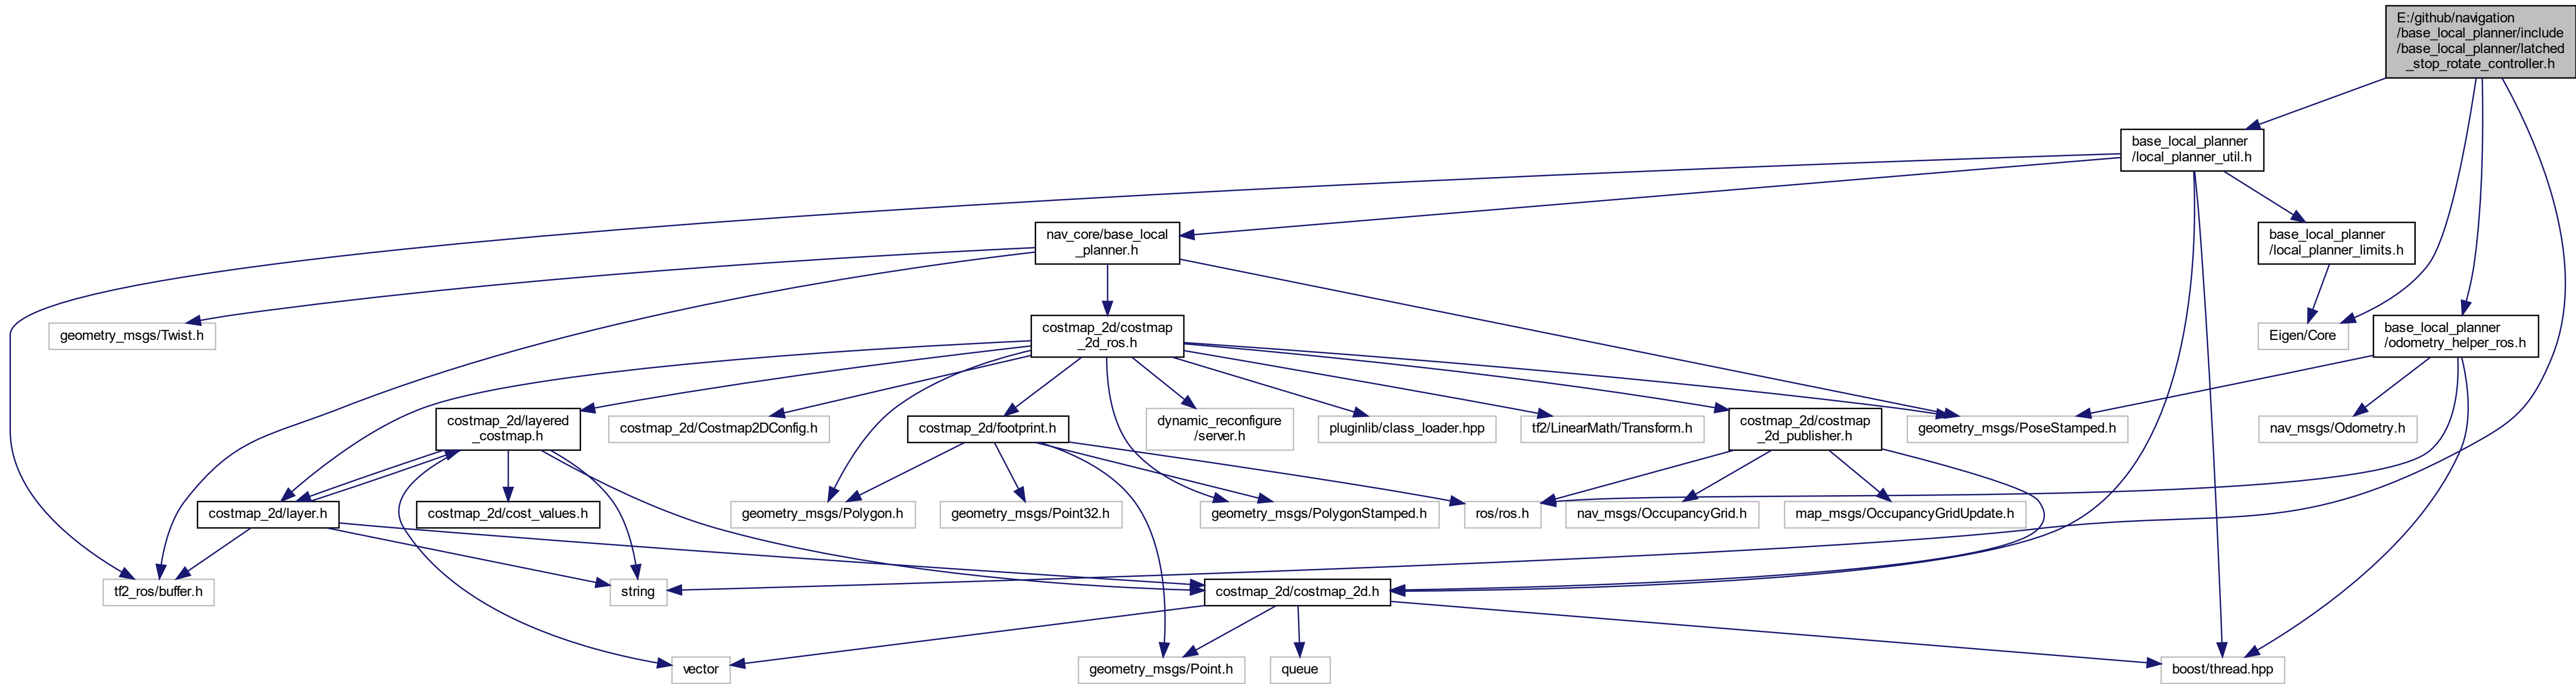 E:/github/navigation
/base_local_planner/include
/base_local_planner/latched
_stop_rotate_controller.h
base_local_planner
/local_planner_util.h
nav_core/base_local
_planner.h
base_local_planner
/local_planner_limits.h
geometry_msgs/Twist.h
costmap_2d/costmap
_2d_ros.h
Eigen/Core
base_local_planner
/odometry_helper_ros.h
costmap_2d/layered
_costmap.h
costmap_2d/Costmap2DConfig.h
costmap_2d/footprint.h
dynamic_reconfigure
/server.h
pluginlib/class_loader.hpp
tf2/LinearMath/Transform.h
costmap_2d/costmap
_2d_publisher.h
geometry_msgs/PoseStamped.h
nav_msgs/Odometry.h
costmap_2d/layer.h
costmap_2d/cost_values.h
geometry_msgs/Polygon.h
geometry_msgs/Point32.h
geometry_msgs/PolygonStamped.h
ros/ros.h
nav_msgs/OccupancyGrid.h
map_msgs/OccupancyGridUpdate.h
tf2_ros/buffer.h
string
costmap_2d/costmap_2d.h
vector
geometry_msgs/Point.h
queue
boost/thread.hpp